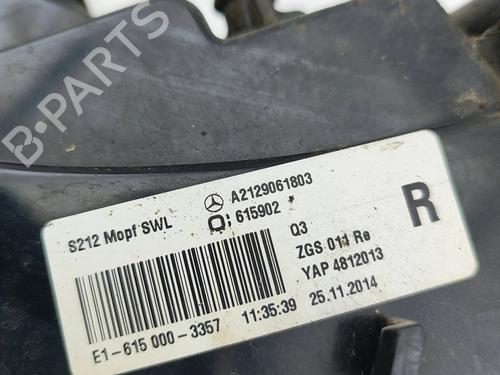 B-PARTS
A2129061803
S212 Mopf SWL
Q: 615902
R
Q3
ZGS 011 Re
YAP 4812013
E1-615 000-3357 11:35:39 25.11.2014